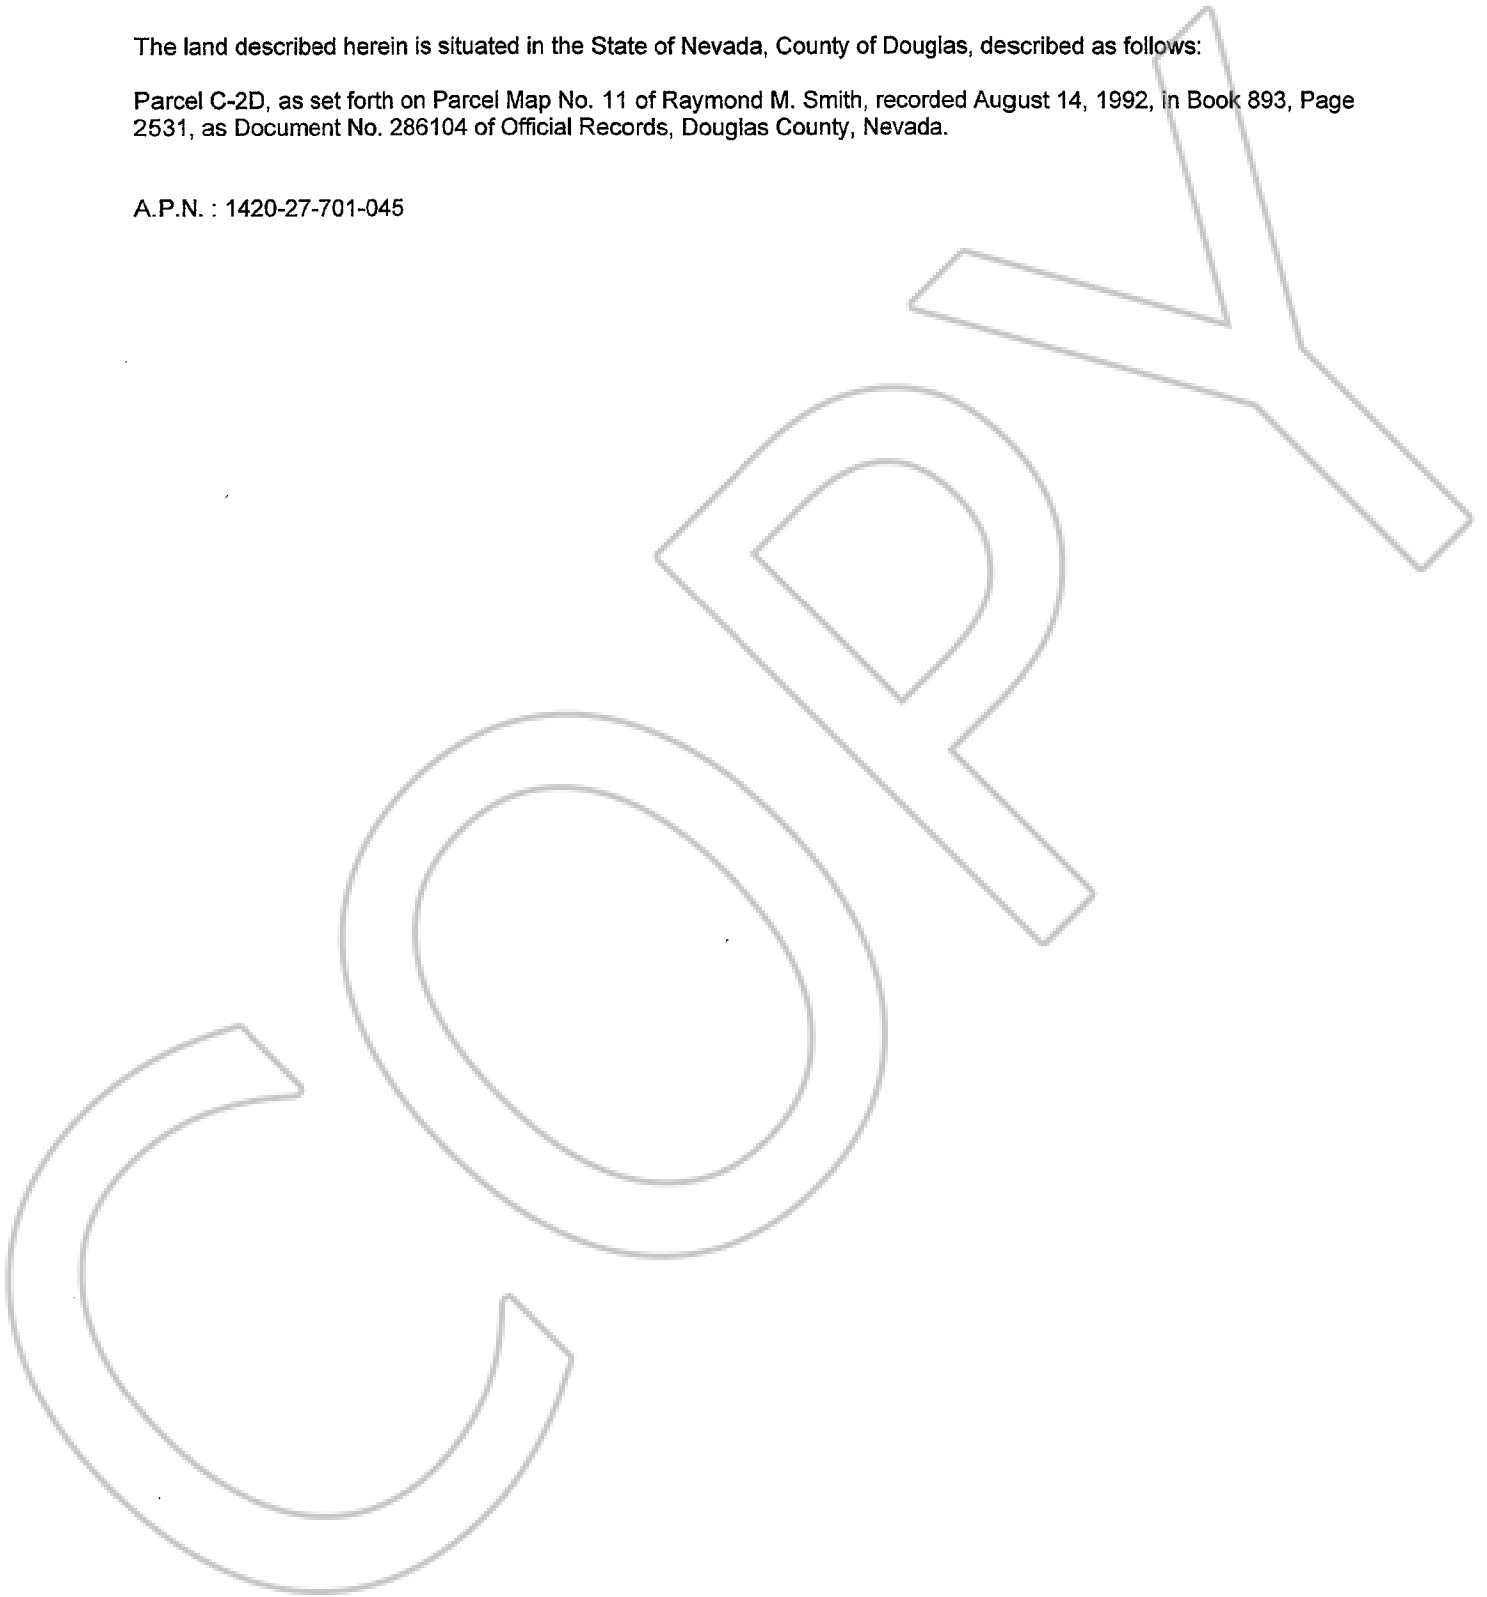 The land described herein is situated in the State of Nevada, County of Douglas, described as follows:
Parcel C-2D, as set forth on Parcel Map No. 11 of Raymond M. Smith, recorded August 14, 1992, in Book 893, Page
2531, as Document No. 286104 of Official Records, Douglas County, Nevada.
A.P.N. : 1420-27-701-045
COPY